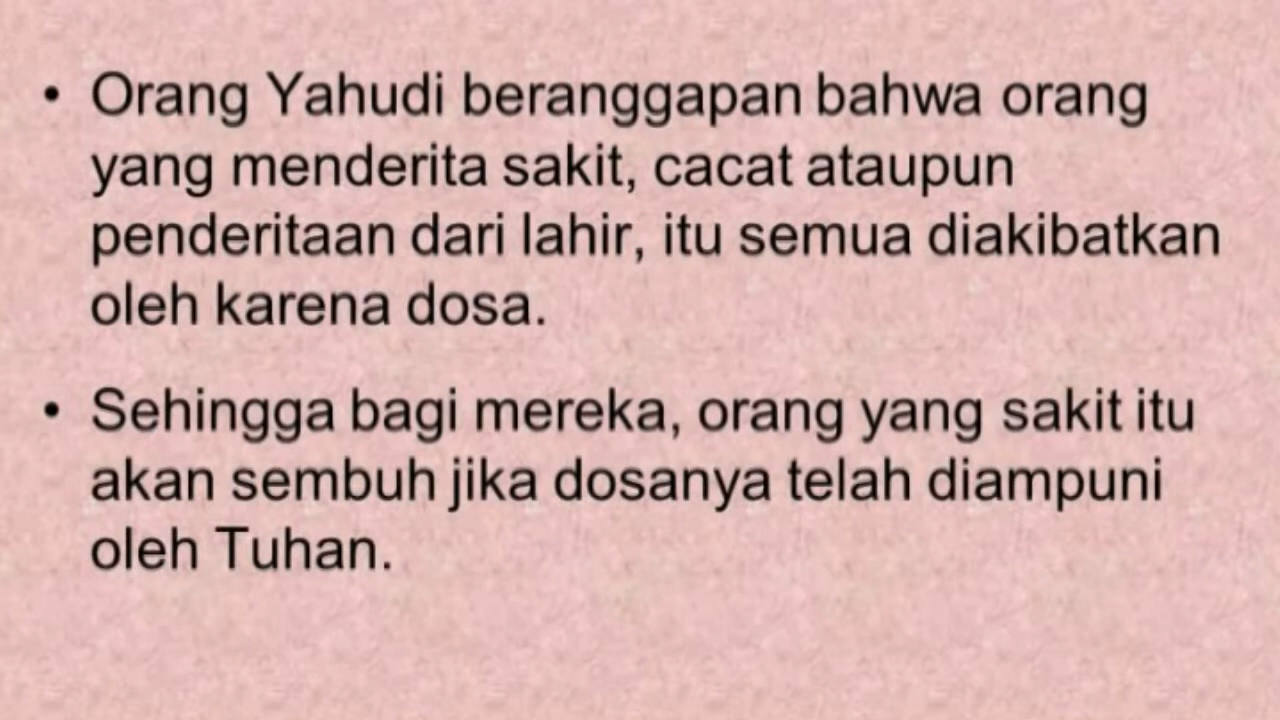 • Orang Yahudi beranggapan bahwa orang
yang menderita sakit, cacat ataupun
penderitaan dari lahir, itu semua diakibatkan
oleh karena dosa.
• Sehingga bagi mereka, orang yang sakit itu
akan sembuh jika dosanya telah diampuni
oleh Tuhan.